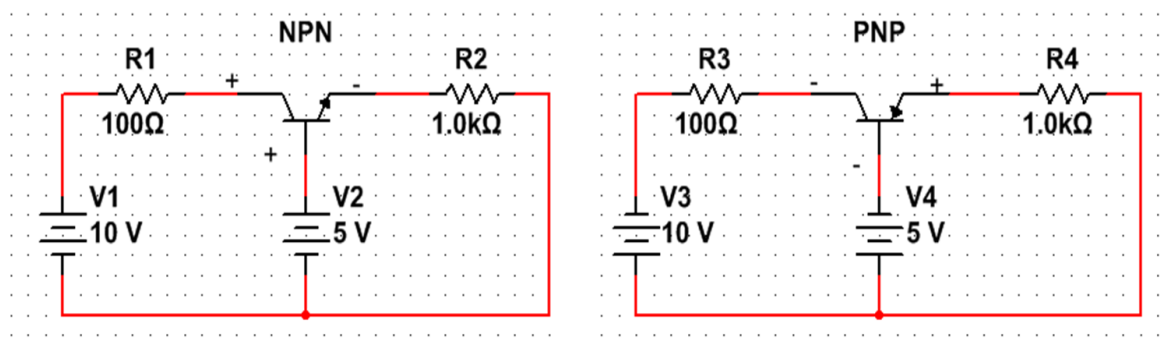 NPN
R1
R2
+
-
100Ω
1.0kΩ
+
V1
10 V
V2
5 V
PNP
R3
R4
-
+
100Ω
1.0kΩ
-
V3
10 V
V4
5 V